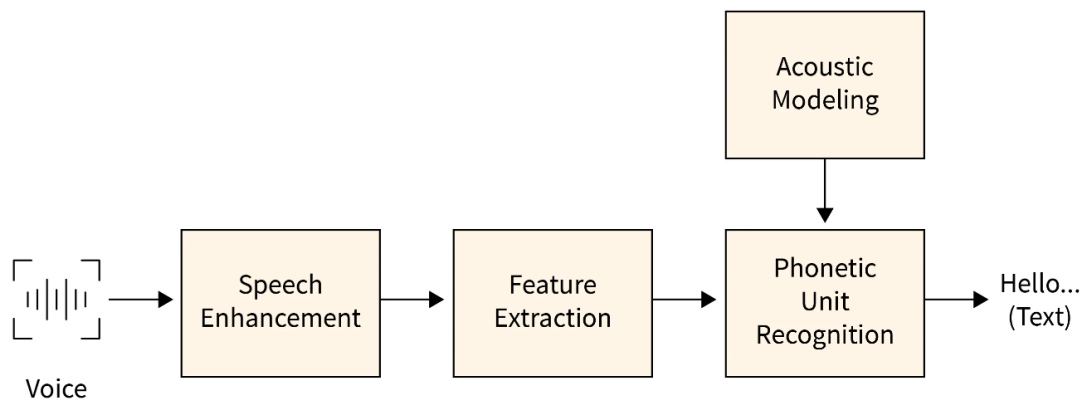 Acoustic
Modeling
Speech
Enhancement
Feature
Extraction
Phonetic
Unit
Recognition
Hello...
(Text)
Voice